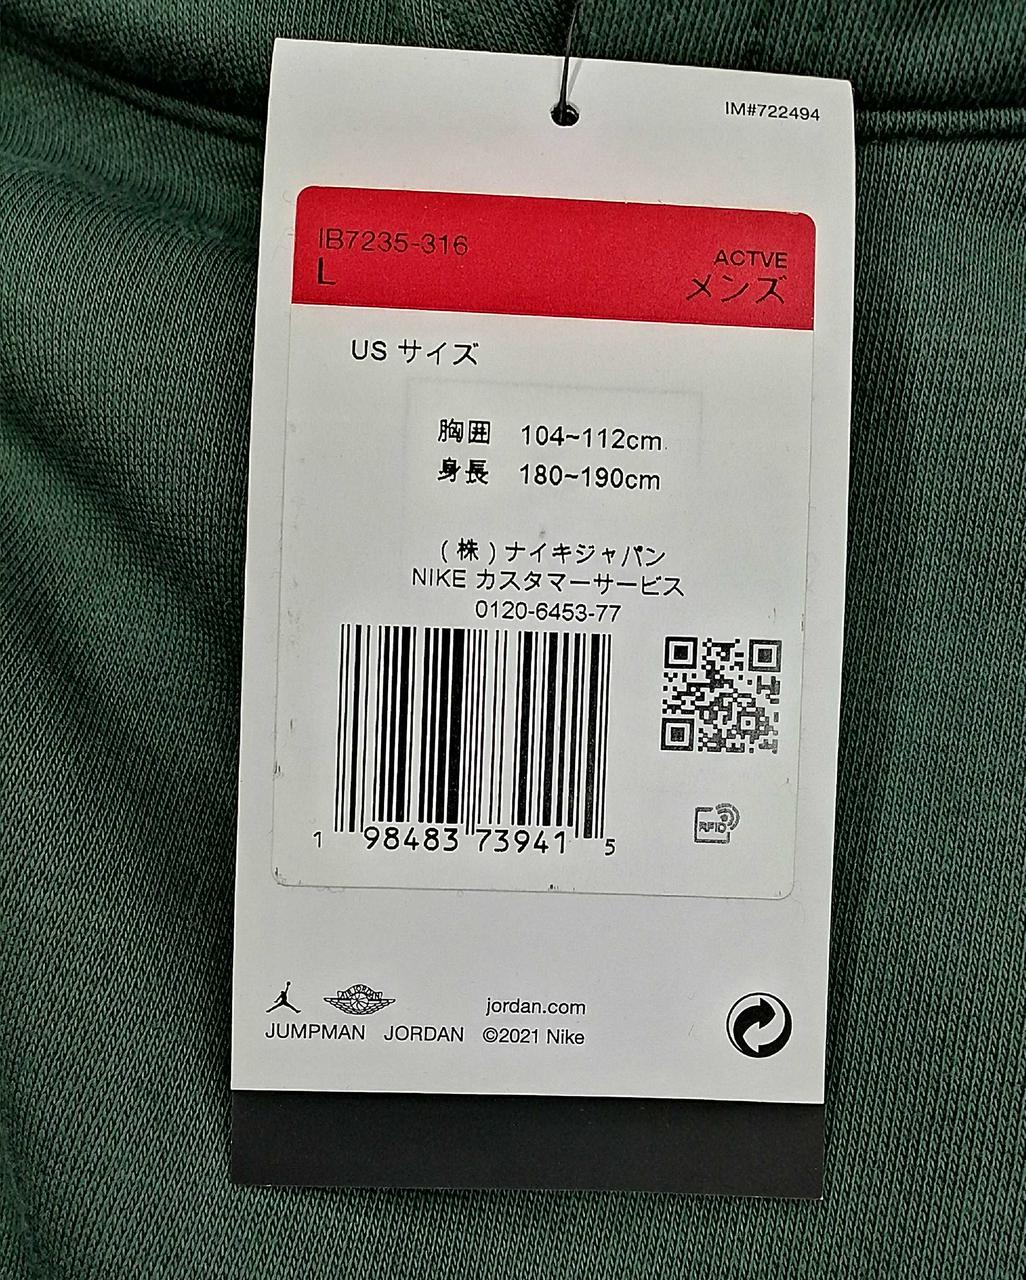 IM#722494
IB7235-316
L
ACTVE
メンズ
US サイズ
胸囲 104~112cm
身長 180~190cm
(株)ナイキジャパン
NIKE カスタマーサービス
0120-6453-77
1 98483 73941 5
RFID
AIR JORDAN
jordan.com
JUMPMAN JORDAN ©2021 Nike